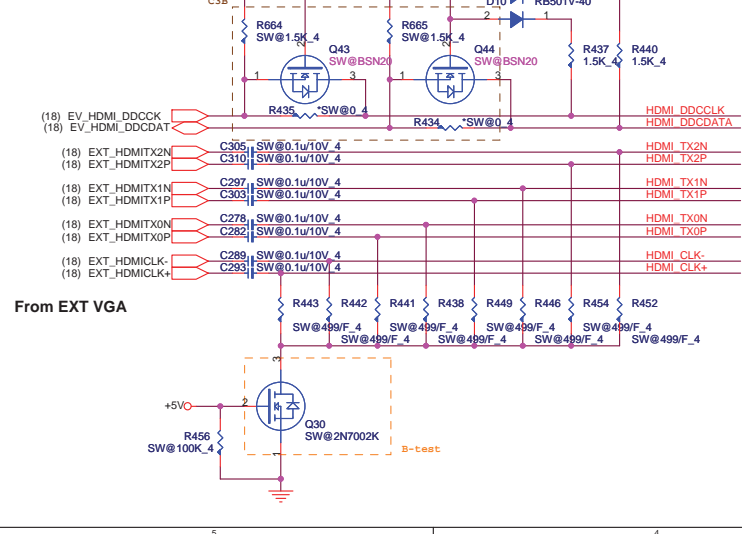 C3B
D10 RB501V-40
2 1
R664
SW@1.5K_4
R665
SW@1.5K_4
2
Q43
SW@BSN20
2
Q44
SW@BSN20
R437
1.5K_4
R440
1.5K_4
1 3
1 3
R435 *SW@0_4
R434 *SW@0_4
(18) EV_HDMI_DDCCK HDMI_DDCCLK
(18) EV_HDMI_DDCDAT HDMI_DDCDATA
(18) EXT_HDMITX2N C305 SW@0.1u/10V_4 HDMI_TX2N
(18) EXT_HDMITX2P C310 SW@0.1u/10V_4 HDMI_TX2P
(18) EXT_HDMITX1N C297 SW@0.1u/10V_4 HDMI_TX1N
(18) EXT_HDMITX1P C303 SW@0.1u/10V_4 HDMI_TX1P
(18) EXT_HDMITX0N C278 SW@0.1u/10V_4 HDMI_TX0N
(18) EXT_HDMITX0P C282 SW@0.1u/10V_4 HDMI_TX0P
(18) EXT_HDMICLK- C289 SW@0.1u/10V_4 HDMI_CLK-
(18) EXT_HDMICLK+ C293 SW@0.1u/10V_4 HDMI_CLK+
From EXT VGA
R443 R442 R441 R438 R449 R446 R454 R452
SW@499/F_4 SW@499/F_4 SW@499/F_4 SW@499/F_4
SW@499/F_4 SW@499/F_4 SW@499/F_4 SW@499/F_4
3
+5V 2
Q30
SW@2N7002K
R456
SW@100K_4
1
B-test
5 4